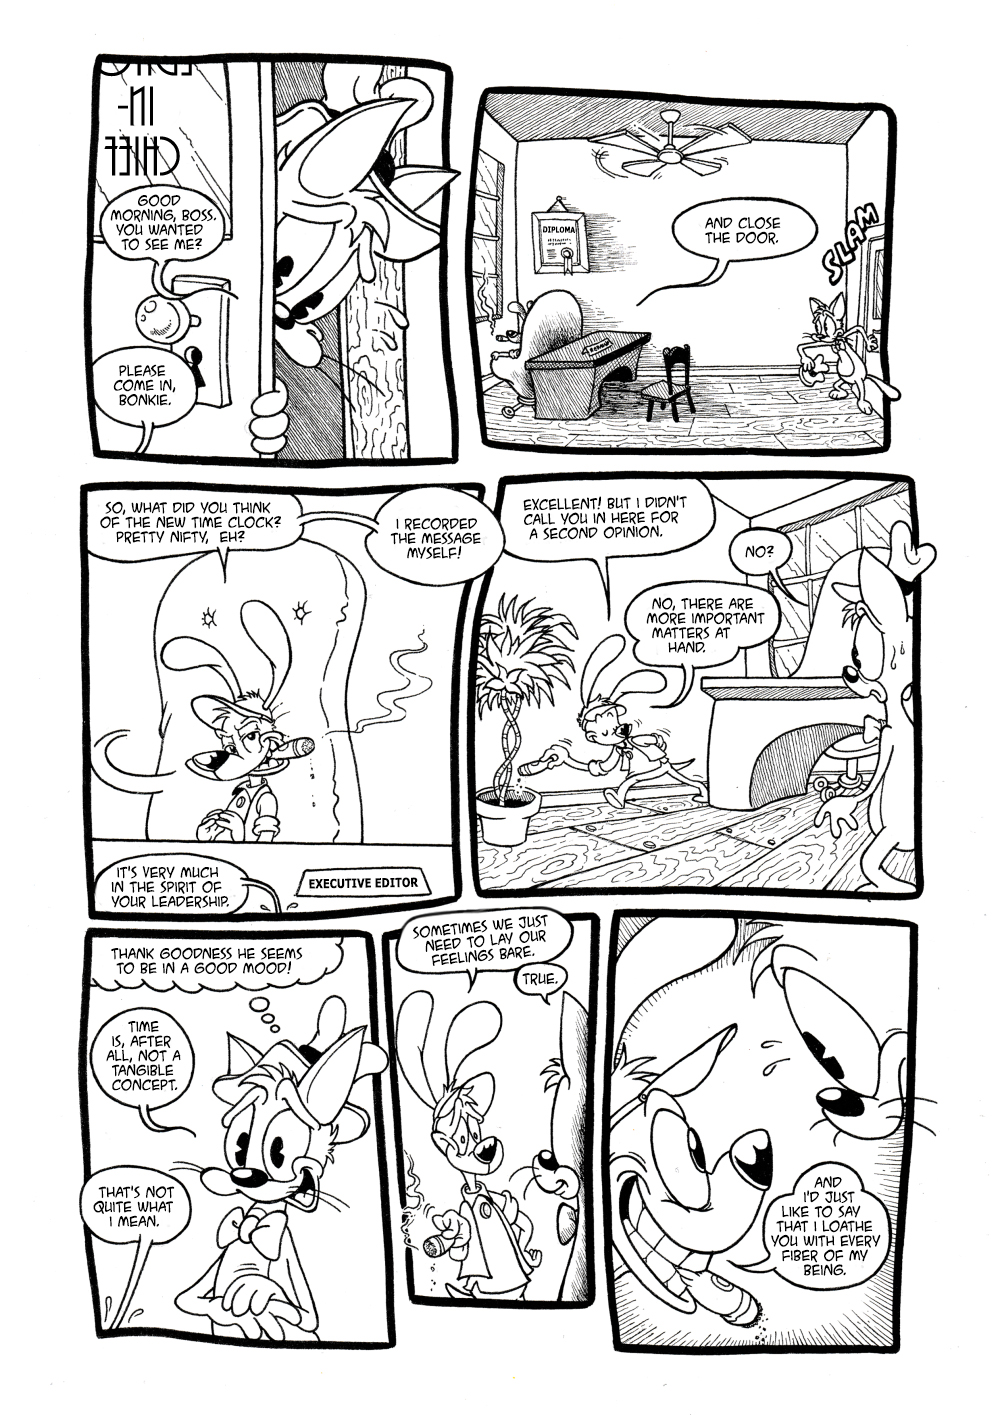 EDITOR
IN-
CHIEF
GOOD
MORNING, BOSS.
YOU WANTED
TO SEE ME?
PLEASE
COME IN,
BONKIE.
AND CLOSE
THE DOOR.
SLAM
DIPLOMA
SO, WHAT DID YOU THINK
OF THE NEW TIME CLOCK?
PRETTY NIFTY, EH?
I RECORDED
THE MESSAGE
MYSELF!
IT'S VERY MUCH
IN THE SPIRIT OF
YOUR LEADERSHIP.
EXECUTIVE EDITOR
EXCELLENT! BUT I DIDN'T
CALL YOU IN HERE FOR
A SECOND OPINION.
NO?
NO, THERE ARE
MORE IMPORTANT
MATTERS AT
HAND.
THANK GOODNESS HE SEEMS
TO BE IN A GOOD MOOD!
TIME
IS, AFTER
ALL, NOT A
TANGIBLE
CONCEPT.
THAT'S NOT
QUITE WHAT
I MEAN.
SOMETIMES WE JUST
NEED TO LAY OUR
FEELINGS BARE.
TRUE.
AND
I'D JUST
LIKE TO SAY
THAT I LOATHE
YOU WITH EVERY
FIBER OF MY
BEING.